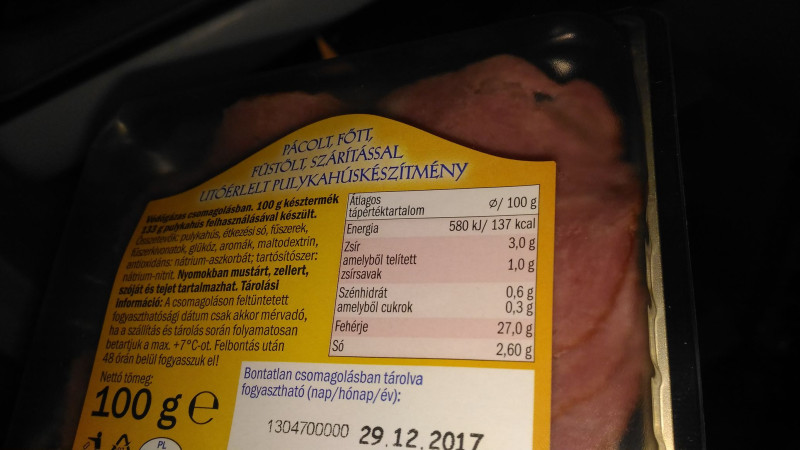 PÁCOLT, FŐTT,
FÜSTÖLT, SZÁRÍTÁSSAL
UTÓÉRLELT PULYKAHÚSKÉSZÍTMÉNY
Védőgázas csomagolásban. 100 g késztermék
133 g pulykahús felhasználásával készült.
Összetevők: pulykahús, étkezési só, fűszerek,
fűszerkivonatok, glükóz, aromák, maltodextrin,
antioxidáns: nátrium-aszkorbát; tartósítószer:
nátrium-nitrit. Nyomokban mustárt, zellert,
szóját és tejet tartalmazhat. Tárolási
információ: A csomagoláson feltüntetett
fogyaszthatósági dátum csak akkor mérvadó,
ha a szállítás és tárolás során folyamatosan
betartjuk a max. +7°C-ot. Felbontás után
48 órán belül fogyasszuk el!
Nettó tömeg:
100 g e
PL
Átlagos
tápértéktartalom ø/ 100 g
Energia 580 kJ/ 137 kcal
Zsír 3,0 g
amelyből telített
zsírsavak 1,0 g
Szénhidrát 0,6 g
amelyből cukrok 0,3 g
Fehérje 27,0 g
Só 2,60 g
Bontatlan csomagolásban tárolva
fogyasztható (nap/hónap/év):
1304700000 29.12.2017